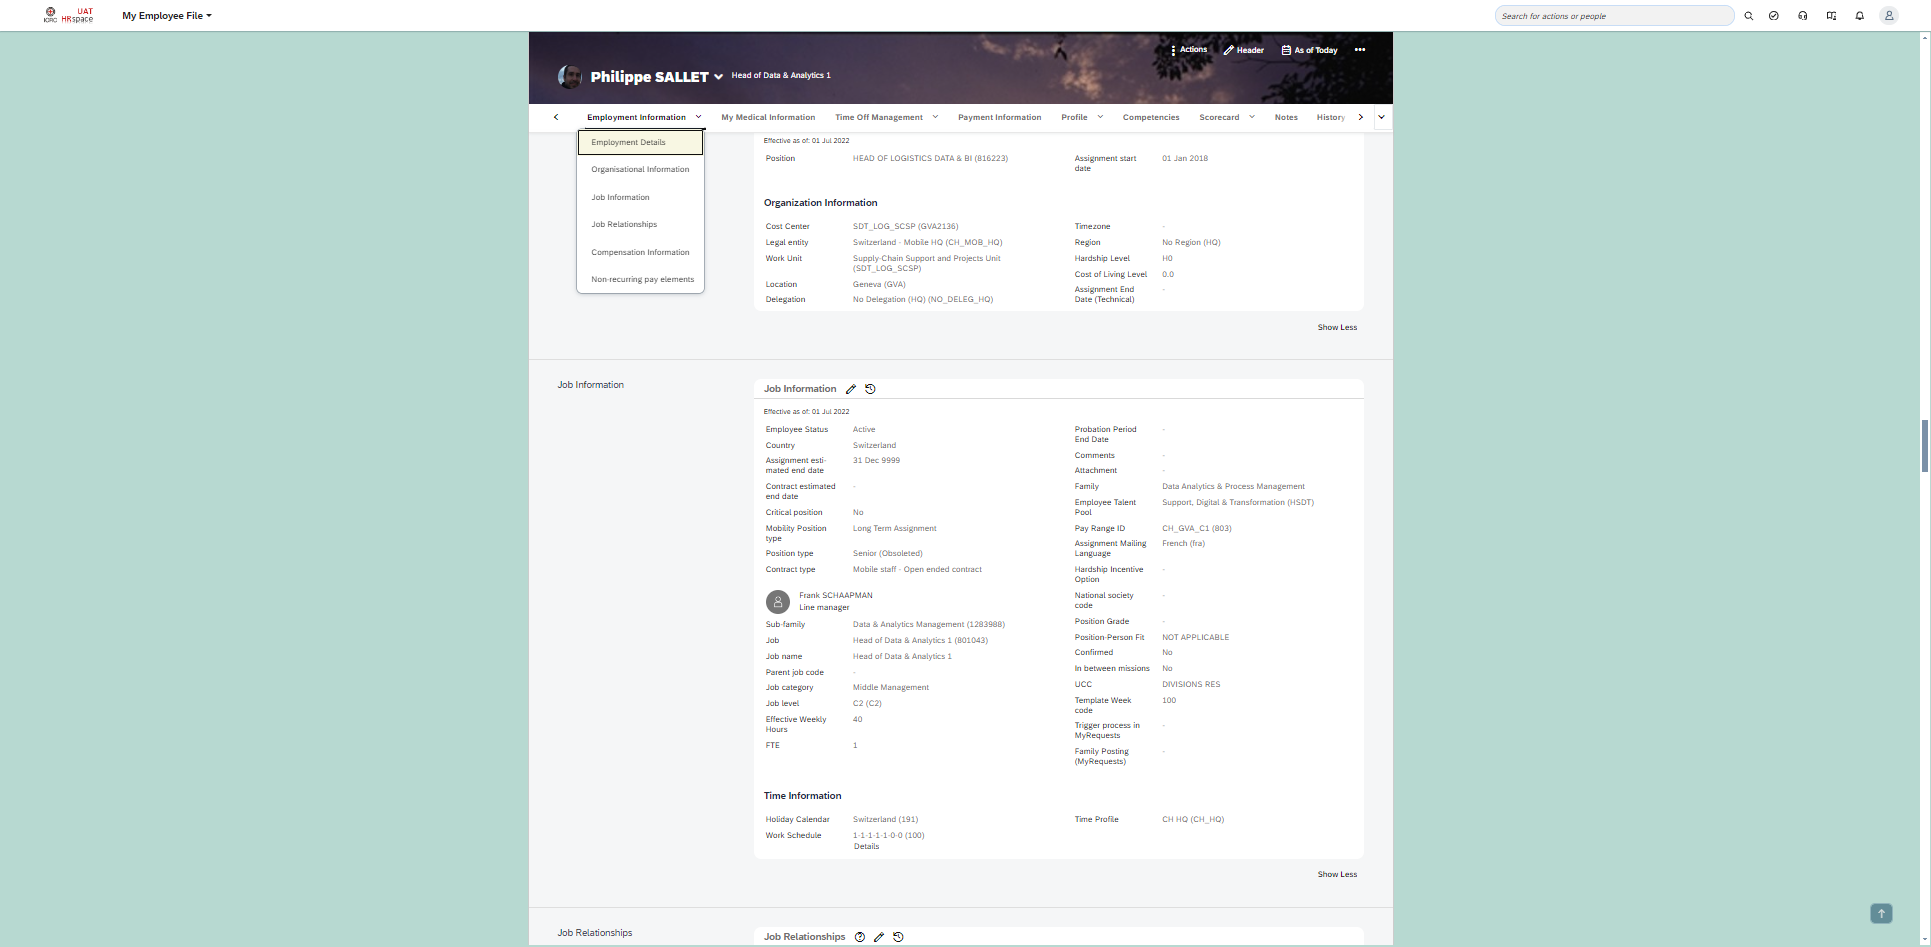 ICRC UAT HRspace
My Employee File
Search for actions or people
Actions
Header
As of Today
Philippe SALLET
Head of Data & Analytics 1
Employment Information
My Medical Information
Time Off Management
Payment Information
Profile
Competencies
Scorecard
Notes
History
Employment Details
Organisational Information
Job Information
Job Relationships
Compensation Information
Non-recurring pay elements
Effective as of: 01 Jul 2022
Position HEAD OF LOGISTICS DATA & BI (816223)
Assignment start
date
01 Jan 2018
Organization Information
Cost Center SDT_LOG_SCSP (GVA2136)
Legal entity Switzerland - Mobile HQ (CH_MOB_HQ)
Work Unit Supply-Chain Support and Projects Unit
(SDT_LOG_SCSP)
Location Geneva (GVA)
Delegation No Delegation (HQ) (NO_DELEG_HQ)
Timezone -
Region No Region (HQ)
Hardship Level H0
Cost of Living Level 0.0
Assignment End -
Date (Technical)
Show Less
Job Information
Job Information
Effective as of: 01 Jul 2022
Employee Status Active
Country Switzerland
Assignment esti- 31 Dec 9999
mated end date
Contract estimated -
end date
Critical position No
Mobility Position Long Term Assignment
type
Position type Senior (Obsoleted)
Contract type Mobile staff - Open ended contract
Frank SCHAAPMAN
Line manager
Sub-family Data & Analytics Management (1283988)
Job Head of Data & Analytics 1 (801043)
Job name Head of Data & Analytics 1
Parent job code -
Job category Middle Management
Job level C2 (C2)
Effective Weekly 40
Hours
FTE 1
Probation Period -
End Date
Comments -
Attachment -
Family Data Analytics & Process Management
Employee Talent Support, Digital & Transformation (HSDT)
Pool
Pay Range ID CH_GVA_C1 (803)
Assignment Mailing French (fra)
Language
Hardship Incentive -
Option
National society -
code
Position Grade -
Position-Person Fit NOT APPLICABLE
Confirmed No
In between missions No
UCC DIVISIONS RES
Template Week 100
code
Trigger process in -
MyRequests
Family Posting -
(MyRequests)
Time Information
Holiday Calendar Switzerland (191)
Work Schedule 1-1-1-1-1-0-0 (100)
Details
Time Profile CH HQ (CH_HQ)
Show Less
Job Relationships
Job Relationships